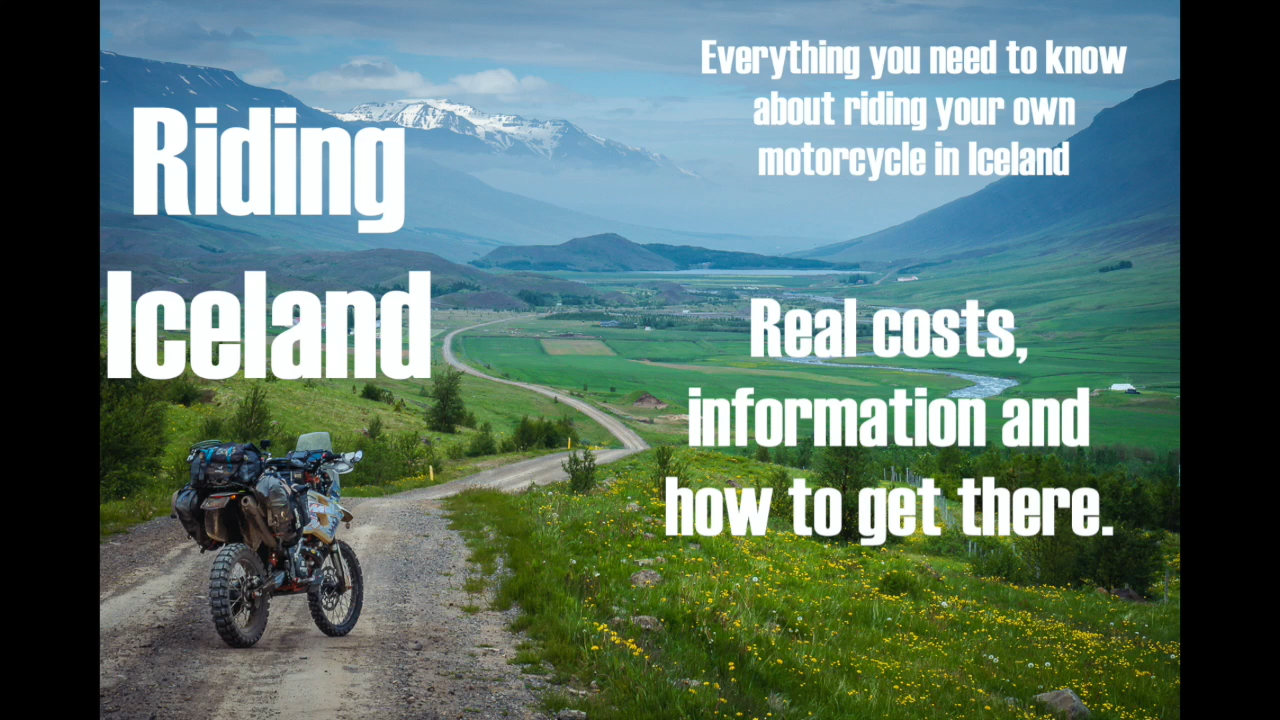 Riding
Iceland
Everything you need to know
about riding your own
motorcycle in Iceland
Real costs,
information and
how to get there.